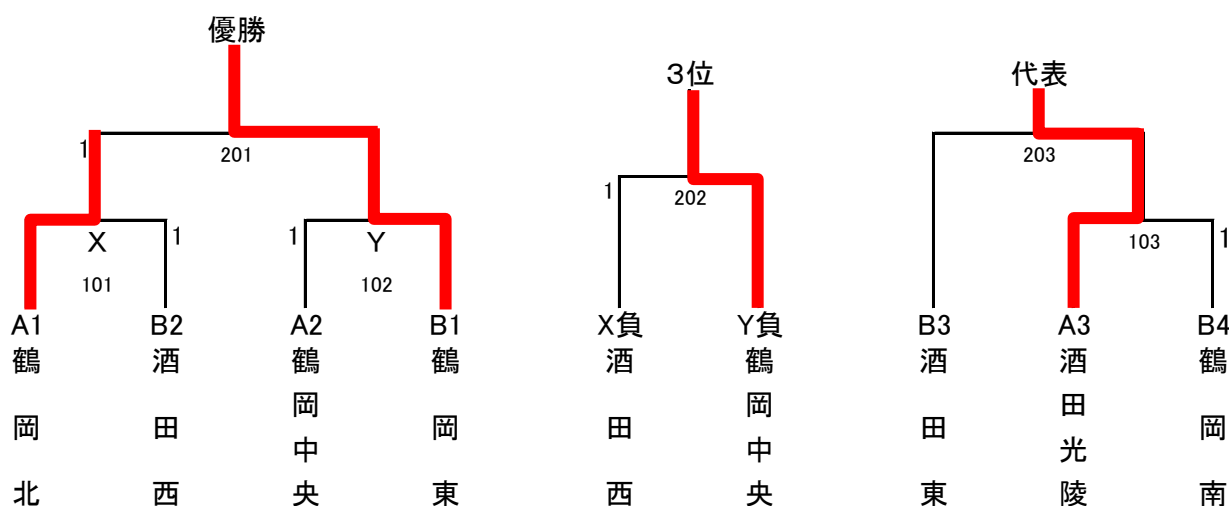 優勝
3位
代表
1
201
1
202
203
X
1
1
Y
103
1
101
102
A1
B2
A2
B1
X負
Y負
B3
A3
B4
鶴岡北
酒田西
鶴岡中央
鶴岡東
酒田西
鶴岡中央
酒田東
酒田光陵
鶴岡南